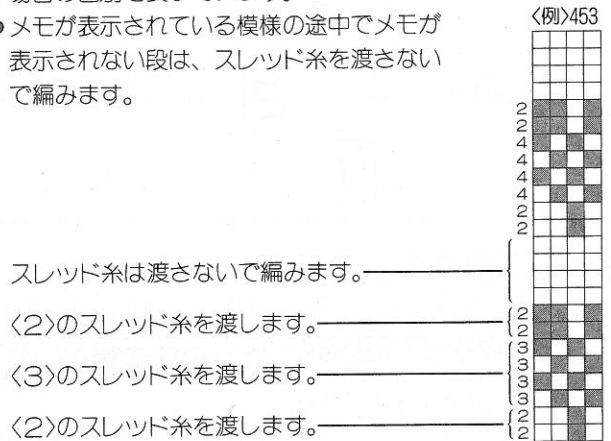 ●メモが表示されている模様の途中でメモが
表示されない段は、スレッド糸を渡さない
で編みます。
〈例〉453
2
2
4
4
4
4
2
2
スレッド糸は渡さないで編みます。
〈2〉のスレッド糸を渡します。
2
2
〈3〉のスレッド糸を渡します。
3
3
3
3
〈2〉のスレッド糸を渡します。
2
2